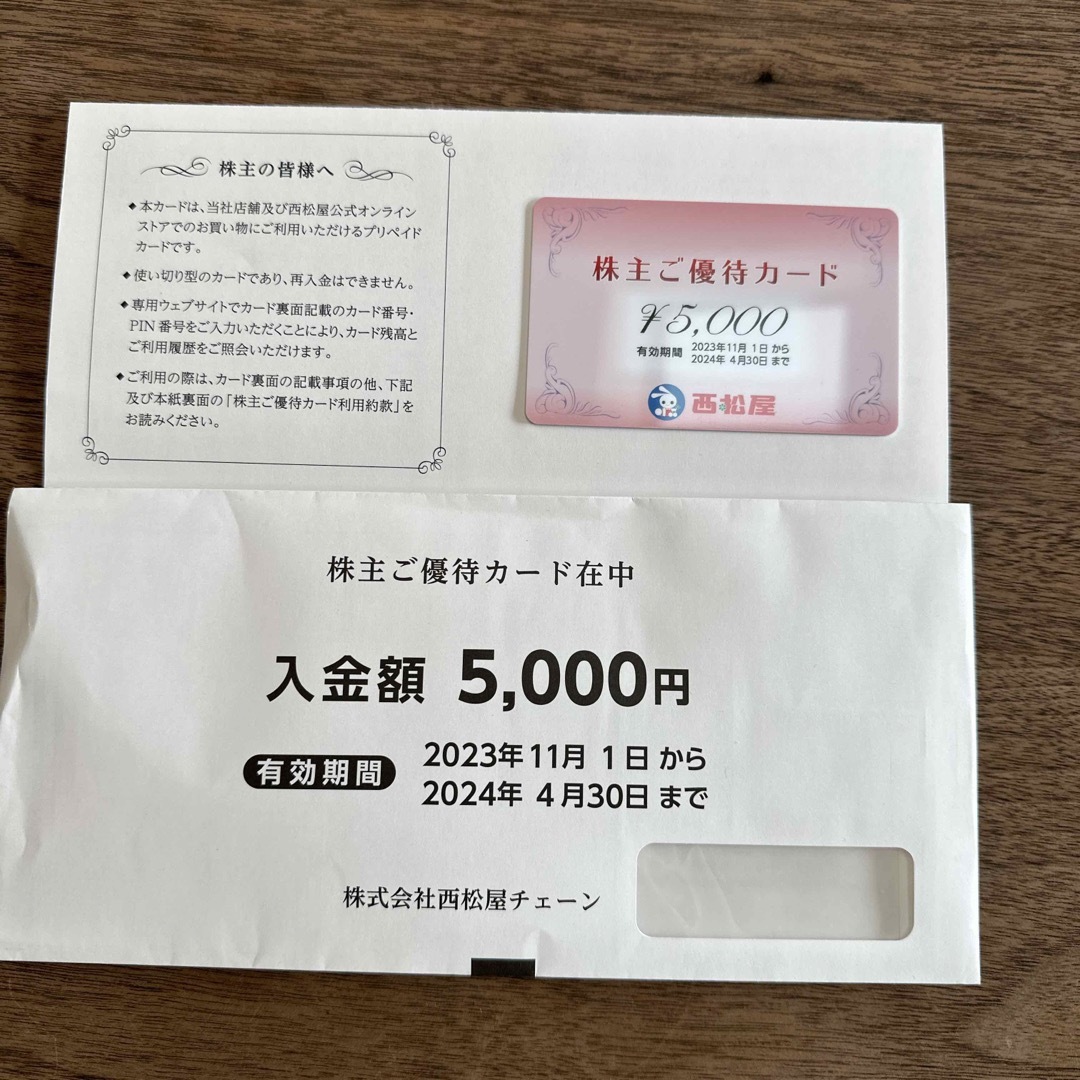 株主の皆様へ
◆本カードは、当社店舗及び西松屋公式オンライン
ストアでのお買い物にご利用いただけるプリペイド
カードです。
◆使い切り型のカードであり、再入金はできません。
◆専用ウェブサイトでカード裏面記載のカード番号・
PIN番号をご入力いただくことにより、カード残高と
ご利用履歴をご照会いただけます。
◆ご利用の際は、カード裏面の記載事項の他、下記
及び本紙裏面の「株主ご優待カード利用約款」を
お読みください。
株主ご優待カード
¥5,000
有効期間 2023年11月 1日 から
2024年 4月30日 まで
西松屋
株主ご優待カード在中
入金額 5,000円
有効期間 2023年11月 1日 から
2024年 4月30日 まで
株式会社西松屋チェーン